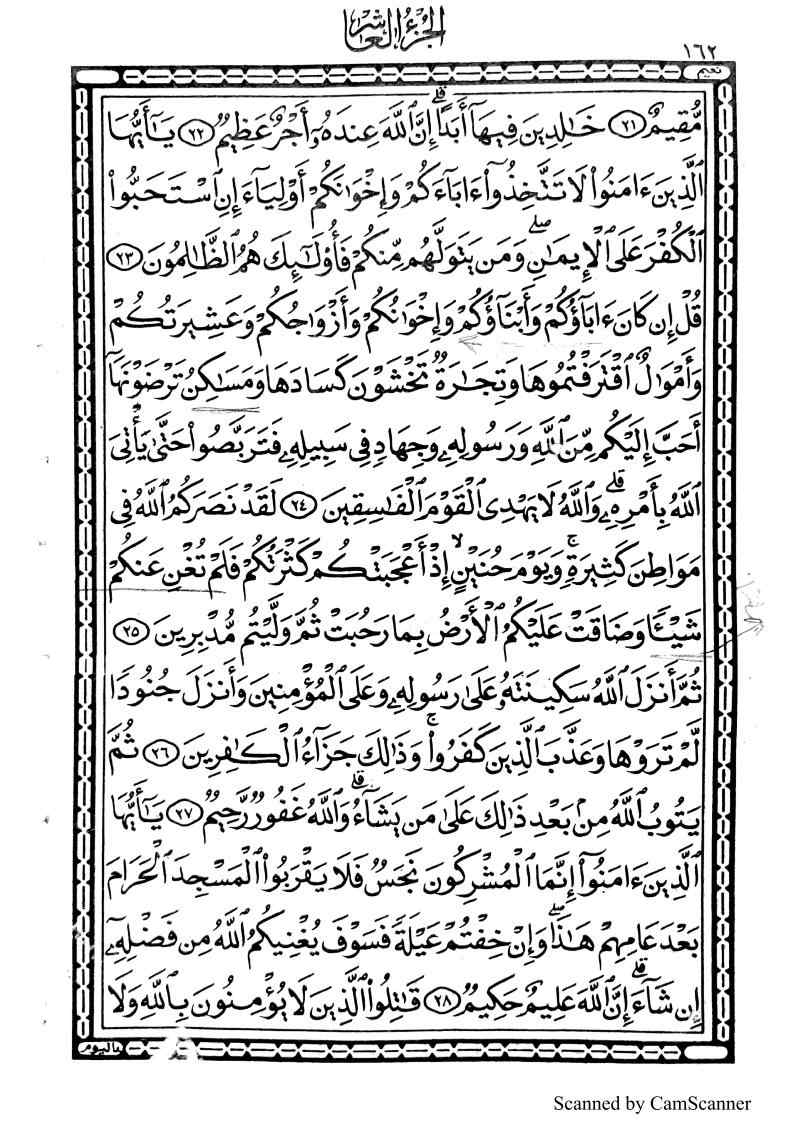 الجزء العاشر
١٦٢
نعيم
مُّقِيمٌ ٢١ خَٰلِدِينَ فِيهَآ أَبَدًا ۗ إِنَّ ٱللَّهَ عِندَهُۥٓ أَجْرٌ عَظِيمٌ ٢٢ يَٰٓأَيُّهَا
ٱلَّذِينَ ءَامَنُوا۟ لَا تَتَّخِذُوٓا۟ ءَابَآءَكُمْ وَإِخْوَٰنَكُمْ أَوْلِيَآءَ إِنِ ٱسْتَحَبُّوا۟
ٱلْكُفْرَ عَلَى ٱلْإِيمَٰنِ ۖ وَمَن يَتَوَلَّهُم مِّنكُمْ فَأُو۟لَٰٓئِكَ هُمُ ٱلظَّٰلِمُونَ ٢٣
قُلْ إِن كَانَ ءَابَآؤُكُمْ وَأَبْنَآؤُكُمْ وَإِخْوَٰنُكُمْ وَأَزْوَٰجُكُمْ وَعَشِيرَتُكُمْ
وَأَمْوَٰلٌ ٱقْتَرَفْتُمُوهَا وَتِجَٰرَةٌ تَخْشَوْنَ كَسَادَهَا وَمَسَٰكِنُ تَرْضَوْنَهَآ
أَحَبَّ إِلَيْكُم مِّنَ ٱللَّهِ وَرَسُولِهِۦ وَجِهَادٍ فِى سَبِيلِهِۦ فَتَرَبَّصُوا۟ حَتَّىٰ يَأْتِىَ
ٱللَّهُ بِأَمْرِهِۦ ۗ وَٱللَّهُ لَا يَهْدِى ٱلْقَوْمَ ٱلْفَٰسِقِينَ ٢٤ لَقَدْ نَصَرَكُمُ ٱللَّهُ فِى
مَوَاطِنَ كَثِيرَةٍ ۚ وَيَوْمَ حُنَيْنٍ ۙ إِذْ أَعْجَبَتْكُمْ كَثْرَتُكُمْ فَلَمْ تُغْنِ عَنكُمْ
شَيْـًٔا وَضَاقَتْ عَلَيْكُمُ ٱلْأَرْضُ بِمَا رَحُبَتْ ثُمَّ وَلَّيْتُم مُّدْبِرِينَ ٢٥
ثُمَّ أَنزَلَ ٱللَّهُ سَكِينَتَهُۥ عَلَىٰ رَسُولِهِۦ وَعَلَى ٱلْمُؤْمِنِينَ وَأَنزَلَ جُنُودًا
لَّمْ تَرَوْهَا وَعَذَّبَ ٱلَّذِينَ كَفَرُوا۟ ۚ وَذَٰلِكَ جَزَآءُ ٱلْكَٰفِرِينَ ٢٦ ثُمَّ
يَتُوبُ ٱللَّهُ مِنۢ بَعْدِ ذَٰلِكَ عَلَىٰ مَن يَشَآءُ ۗ وَٱللَّهُ غَفُورٌ رَّحِيمٌ ٢٧ يَٰٓأَيُّهَا
ٱلَّذِينَ ءَامَنُوٓا۟ إِنَّمَا ٱلْمُشْرِكُونَ نَجَسٌ فَلَا يَقْرَبُوا۟ ٱلْمَسْجِدَ ٱلْحَرَامَ
بَعْدَ عَامِهِمْ هَٰذَا ۖ وَإِنْ خِفْتُمْ عَيْلَةً فَسَوْفَ يُغْنِيكُمُ ٱللَّهُ مِن فَضْلِهِۦٓ
إِن شَآءَ ۗ إِنَّ ٱللَّهَ عَلِيمٌ حَكِيمٌ ٢٨ قَٰتِلُوا۟ ٱلَّذِينَ لَا يُؤْمِنُونَ بِٱللَّهِ وَلَا
باليوم
Scanned by CamScanner